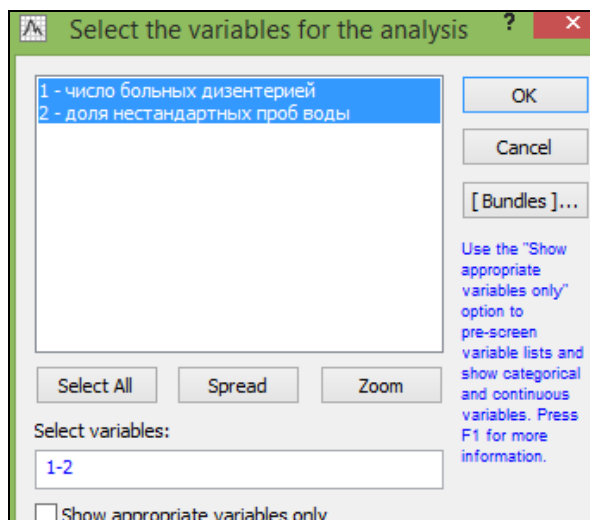 Select the variables for the analysis ? ×
1 - число больных дизентерией
2 - доля нестандартных проб воды
OK
Cancel
[ Bundles ]...
Use the "Show
appropriate
variables only"
option to
pre-screen
variable lists and
show categorical
and continuous
variables. Press
F1 for more
information.
Select All Spread Zoom
Select variables:
1-2
Show appropriate variables only